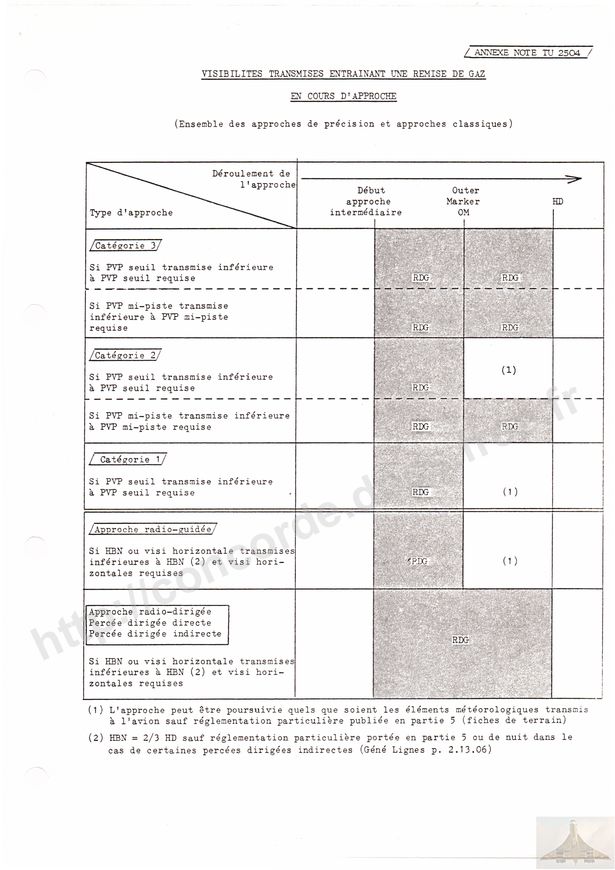 / ANNEXE NOTE TU 2504 /
VISIBILITES TRANSMISES ENTRAINANT UNE REMISE DE GAZ
EN COURS D'APPROCHE
(Ensemble des approches de précision et approches classiques)
Déroulement de
l'approche
Type d'approche
Début
approche
intermédiaire
Outer
Marker
OM
HD
/Catégorie 3/
Si PVP seuil transmise inférieure
à PVP seuil requise
RDG RDG
Si PVP mi-piste transmise
inférieure à PVP mi-piste
requise
RDG RDG
/Catégorie 2/
Si PVP seuil transmise inférieure
à PVP seuil requise
RDG (1)
Si PVP mi-piste transmise inférieure
à PVP mi-piste requise
RDG RDG
/ Catégorie 1/
Si PVP seuil transmise inférieure
à PVP seuil requise
RDG (1)
/Approche radio-guidée/
Si HBN ou visi horizontale transmises
inférieures à HBN (2) et visi hori-
zontales requises
RDG (1)
Approche radio-dirigée
Percée dirigée directe
Percée dirigée indirecte
Si HBN ou visi horizontale transmises
inférieures à HBN (2) et visi hori-
zontales requises
RDG
(1) L'approche peut être poursuivie quels que soient les éléments météorologiques transmis
à l'avion sauf réglementation particulière publiée en partie 5 (fiches de terrain)
(2) HBN = 2/3 HD sauf réglementation particulière portée en partie 5 ou de nuit dans le
cas de certaines percées dirigées indirectes (Géné Lignes p. 2.13.06)